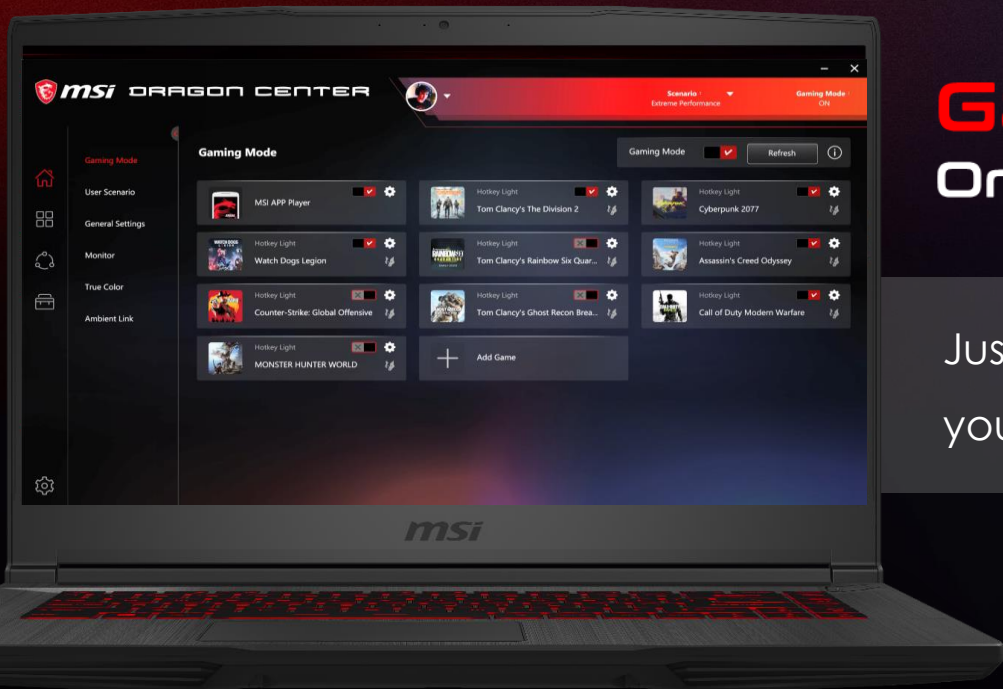 msi DRAGON CENTER
Scenario
Extreme Performance
Gaming Mode
ON
Gaming Mode
User Scenario
General Settings
Monitor
True Color
Ambient Link
Gaming Mode
Gaming Mode
Refresh
MSI APP Player
Hotkey Light
Tom Clancy's The Division 2
Hotkey Light
Cyberpunk 2077
Hotkey Light
Watch Dogs Legion
Hotkey Light
Tom Clancy's Rainbow Six Quar...
Hotkey Light
Assassin's Creed Odyssey
Hotkey Light
Counter-Strike: Global Offensive
Hotkey Light
Tom Clancy's Ghost Recon Brea...
Hotkey Light
Call of Duty Modern Warfare
Hotkey Light
MONSTER HUNTER WORLD
Add Game
msi
G
On
Jus
you